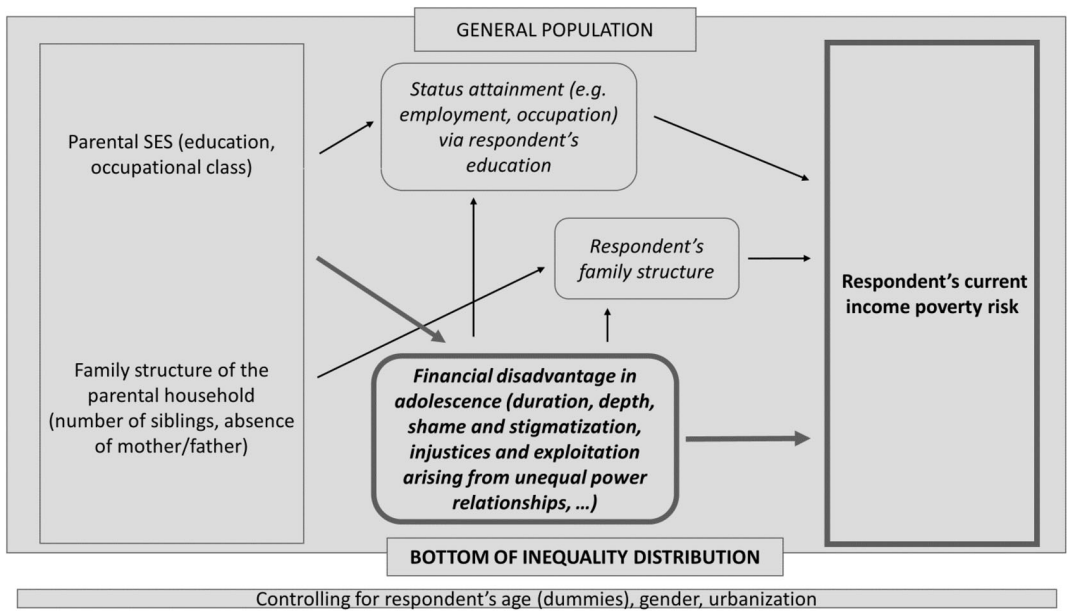 GENERAL POPULATION
Parental SES (education,
occupational class)
Family structure of the
parental household
(number of siblings, absence
of mother/father)
Status attainment (e.g.
employment, occupation)
via respondent’s
education
Respondent’s
family structure
Financial disadvantage in
adolescence (duration, depth,
shame and stigmatization,
injustices and exploitation
arising from unequal power
relationships, …)
Respondent’s current
income poverty risk
BOTTOM OF INEQUALITY DISTRIBUTION
Controlling for respondent’s age (dummies), gender, urbanization